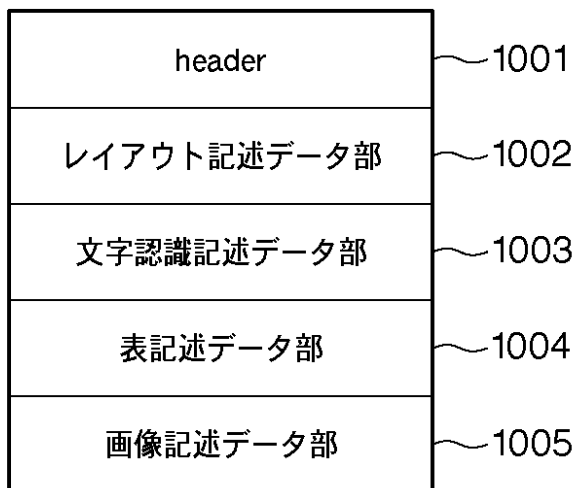 header 1001
レイアウト記述データ部 1002
文字認識記述データ部 1003
表記述データ部 1004
画像記述データ部 1005